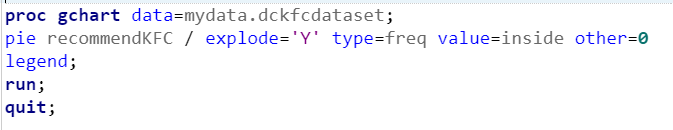 proc gchart data=mydata.dckfcdataset;
pie recommendKFC / explode='Y' type=freq value=inside other=0
legend;
run;
quit;